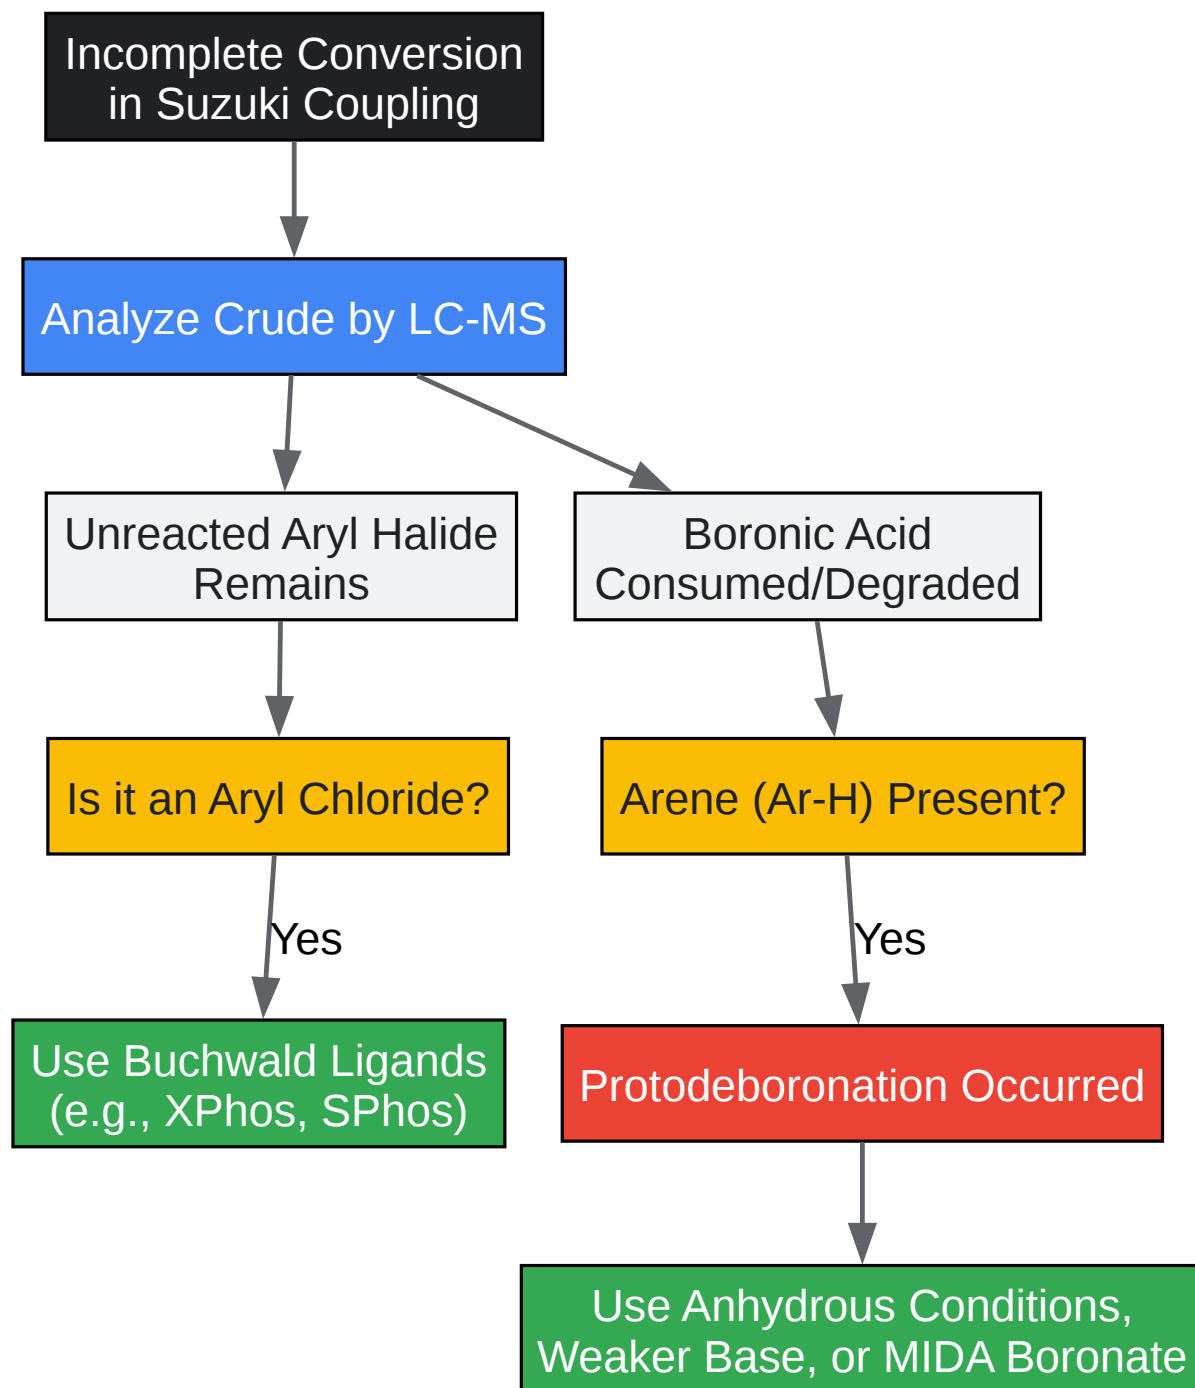 Incomplete Conversion
in Suzuki Coupling
Analyze Crude by LC-MS
Unreacted Aryl Halide
Remains
Boronic Acid
Consumed/Degraded
Is it an Aryl Chloride?
Arene (Ar-H) Present?
Yes
Yes
Use Buchwald Ligands
(e.g., XPhos, SPhos)
Protodeboronation Occurred
Use Anhydrous Conditions,
Weaker Base, or MIDA Boronate